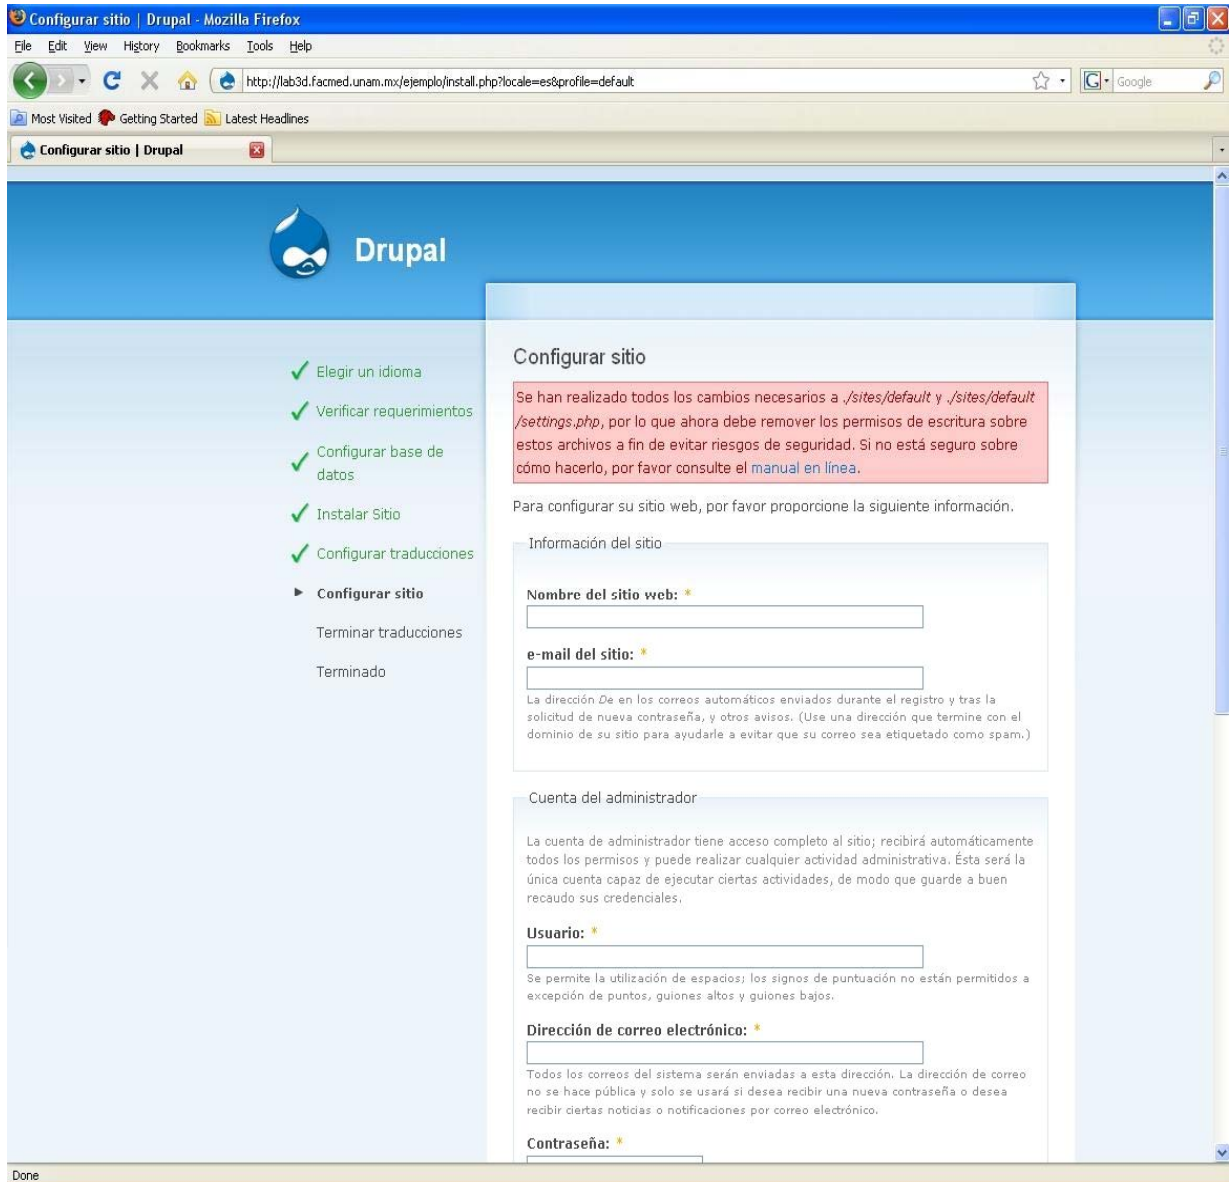 Configurar sitio | Drupal - Mozilla Firefox
File Edit View History Bookmarks Tools Help
http://lab3d.facmed.unam.mx/ejemplo/install.php?locale=es&profile=default
G Google
Most Visited Getting Started Latest Headlines
Configurar sitio | Drupal
Drupal
Elegir un idioma
Verificar requerimientos
Configurar base de
datos
Instalar Sitio
Configurar traducciones
Configurar sitio
Terminar traducciones
Terminado
Configurar sitio
Se han realizado todos los cambios necesarios a ./sites/default y ./sites/default
/settings.php, por lo que ahora debe remover los permisos de escritura sobre
estos archivos a fin de evitar riesgos de seguridad. Si no está seguro sobre
cómo hacerlo, por favor consulte el manual en línea.
Para configurar su sitio web, por favor proporcione la siguiente información.
Información del sitio
Nombre del sitio web: *
e-mail del sitio: *
La dirección De en los correos automáticos enviados durante el registro y tras la
solicitud de nueva contraseña, y otros avisos. (Use una dirección que termine con el
dominio de su sitio para ayudarle a evitar que su correo sea etiquetado como spam.)
Cuenta del administrador
La cuenta de administrador tiene acceso completo al sitio; recibirá automáticamente
todos los permisos y puede realizar cualquier actividad administrativa. Ésta será la
única cuenta capaz de ejecutar ciertas actividades, de modo que guarde a buen
recaudo sus credenciales.
Usuario: *
Se permite la utilización de espacios; los signos de puntuación no están permitidos a
excepción de puntos, guiones altos y guiones bajos.
Dirección de correo electrónico: *
Todos los correos del sistema serán enviadas a esta dirección. La dirección de correo
no se hace pública y solo se usará si desea recibir una nueva contraseña o desea
recibir ciertas noticias o notificaciones por correo electrónico.
Contraseña: *
Done